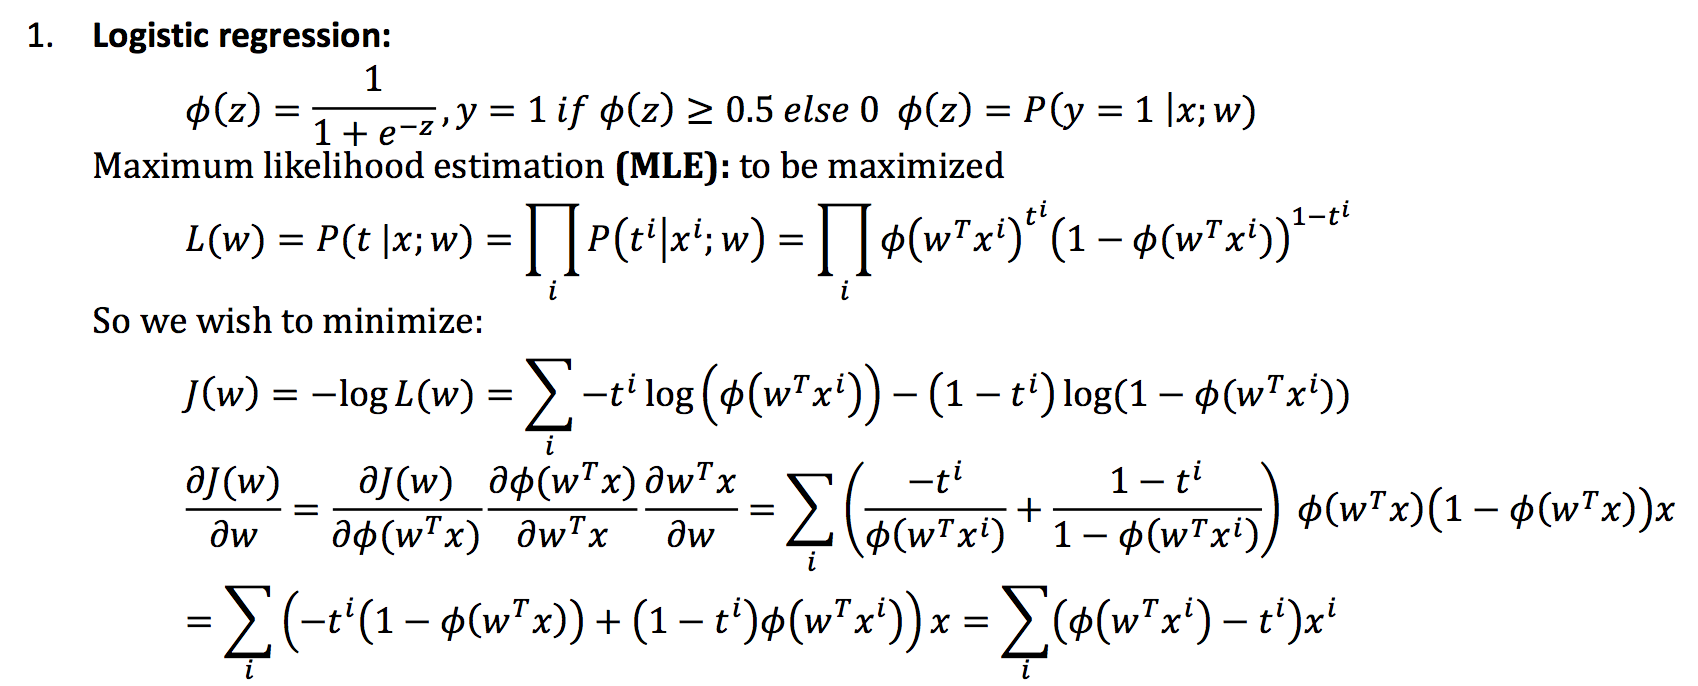 1. Logistic regression:
ϕ(z) = 1 / (1 + e^{−z}), y = 1 if ϕ(z) ≥ 0.5 else 0 ϕ(z) = P(y = 1 |x; w)
Maximum likelihood estimation (MLE): to be maximized
L(w) = P(t |x; w) = ∏_i P(t^i|x^i; w) = ∏_i ϕ(w^T x^i)^{t^i} (1 − ϕ(w^T x^i))^{1−t^i}
So we wish to minimize:
J(w) = −log L(w) = ∑_i −t^i log(ϕ(w^T x^i)) − (1 − t^i) log(1 − ϕ(w^T x^i))
∂J(w)/∂w = ∂J(w)/∂ϕ(w^T x) ∂ϕ(w^T x)/∂w^T x ∂w^T x/∂w = ∑_i (−t^i/ϕ(w^T x^i) + (1 − t^i)/(1 − ϕ(w^T x^i))) ϕ(w^T x)(1 − ϕ(w^T x))x
= ∑_i (−t^i(1 − ϕ(w^T x)) + (1 − t^i)ϕ(w^T x^i)) x = ∑_i (ϕ(w^T x^i) − t^i)x^i